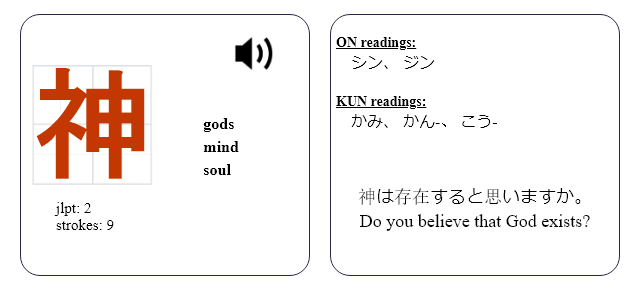 神
gods
mind
soul
jlpt: 2
strokes: 9
ON readings:
シン、 ジン
KUN readings:
かみ、 かん-、 こう-
神は存在すると思いますか。
Do you believe that God exists?